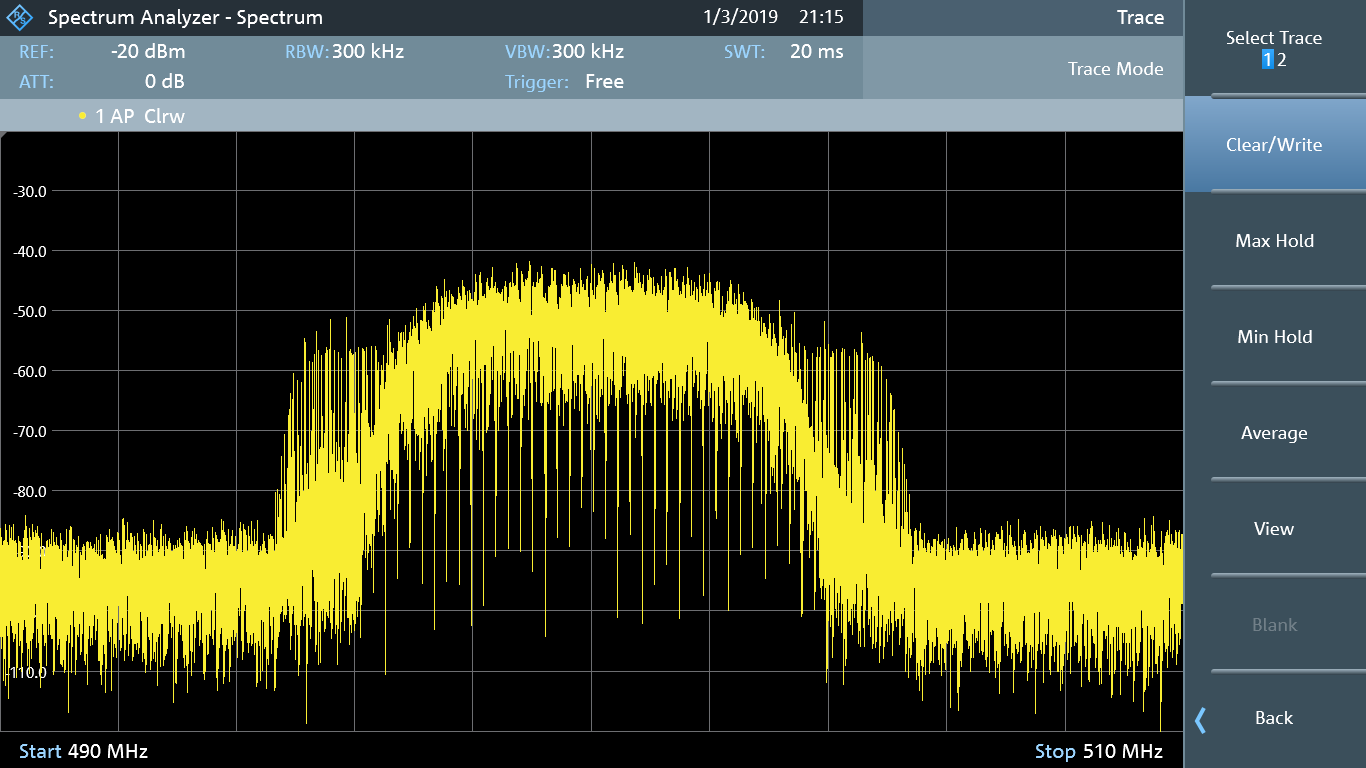 Spectrum Analyzer - Spectrum 1/3/2019 21:15 Trace
REF: -20 dBm RBW: 300 kHz VBW: 300 kHz SWT: 20 ms
ATT: 0 dB Trigger: Free
Trace Mode
1 AP Clrw
-30.0
-40.0
-50.0
-60.0
-70.0
-80.0
-110.0
Start 490 MHz Stop 510 MHz
Select Trace
1 2
Clear/Write
Max Hold
Min Hold
Average
View
Blank
Back